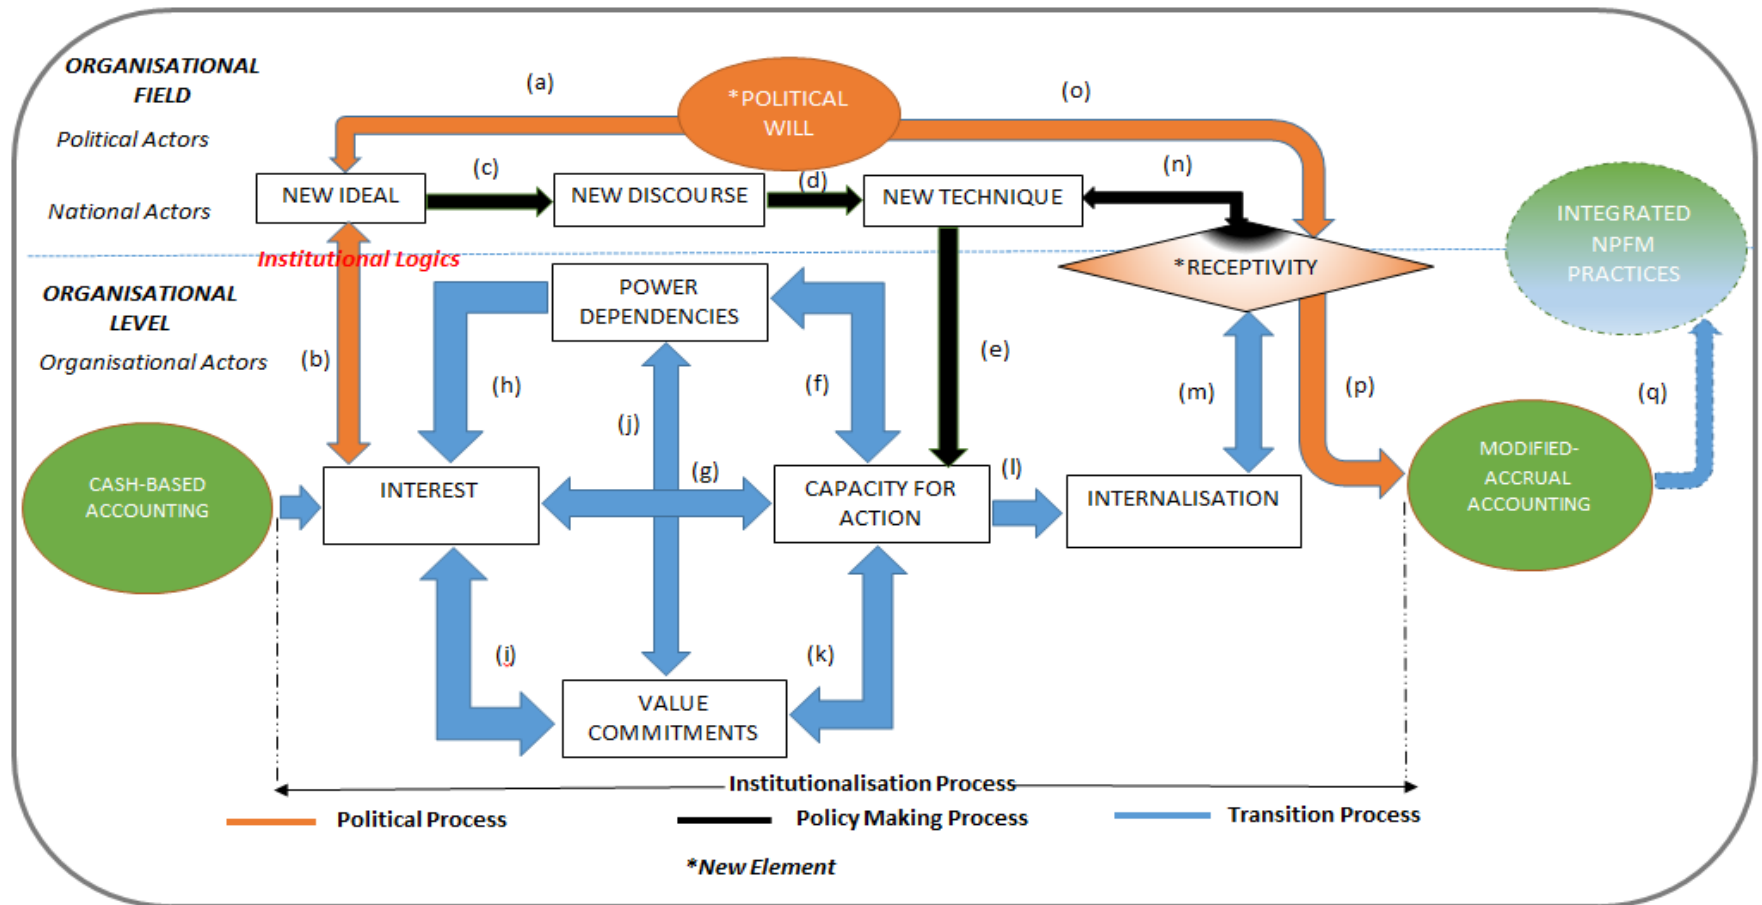 ORGANISATIONAL
FIELD
Political Actors
National Actors
(a)
*POLITICAL
WILL
(o)
(c)
(d)
(n)
NEW IDEAL
NEW DISCOURSE
NEW TECHNIQUE
INTEGRATED
NPFM
PRACTICES
Institutional Logics
*RECEPTIVITY
ORGANISATIONAL
LEVEL
Organisational Actors
POWER
DEPENDENCIES
(b)
(h)
(f)
(e)
(m)
(p)
(q)
(j)
(g)
(l)
CASH-BASED
ACCOUNTING
INTEREST
CAPACITY FOR
ACTION
INTERNALISATION
MODIFIED-
ACCRUAL
ACCOUNTING
(i)
(k)
VALUE
COMMITMENTS
Institutionalisation Process
Political Process
Policy Making Process
Transition Process
*New Element